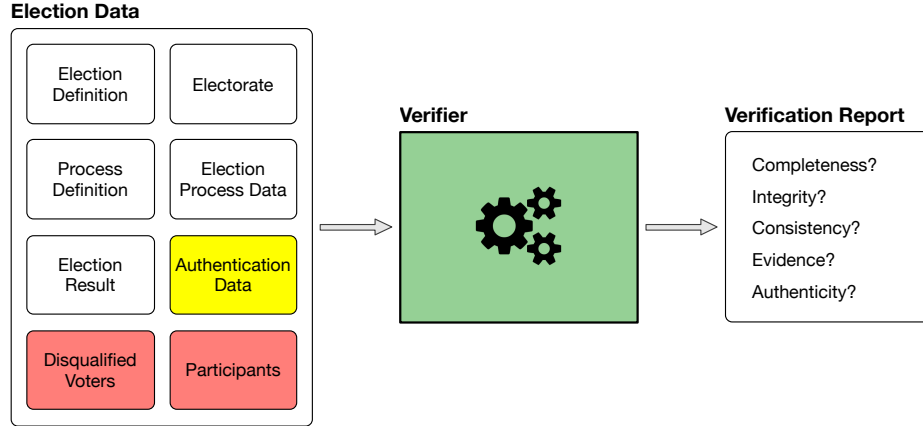 Election Data
Election
Definition
Electorate
Process
Definition
Election
Process Data
Election
Result
Authentication
Data
Disqualified
Voters
Participants
Verifier
Verification Report
Completeness?
Integrity?
Consistency?
Evidence?
Authenticity?